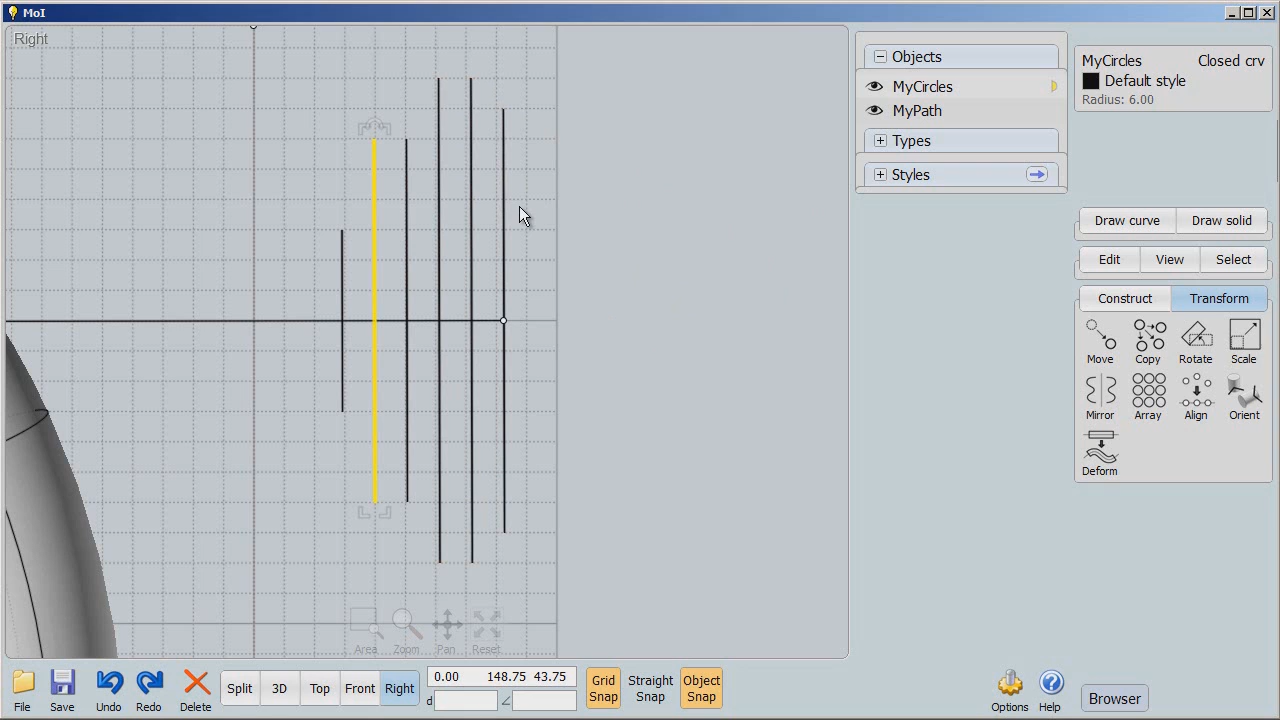 MoI
Right
Objects
MyCircles
MyPath
Types
Styles
MyCircles Closed crv
Default style
Radius: 6.00
Draw curve Draw solid
Edit View Select
Construct Transform
Move Copy Rotate Scale
Mirror Array Align Orient
Deform
Area Zoom Pan Reset
File Save Undo Redo Delete
Split 3D Top Front Right
0.00 148.75 43.75
d ∠
Grid Snap
Straight Snap
Object Snap
Options Help
Browser